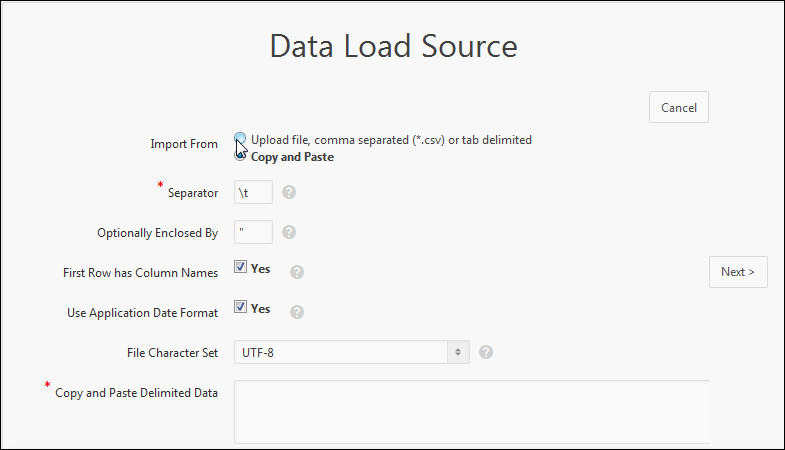 Data Load Source
Cancel
Import From
Upload file, comma separated (*.csv) or tab delimited
Copy and Paste
* Separator \t ?
Optionally Enclosed By " ?
First Row has Column Names Yes ?
Next >
Use Application Date Format Yes ?
File Character Set UTF-8 ?
* Copy and Paste Delimited Data